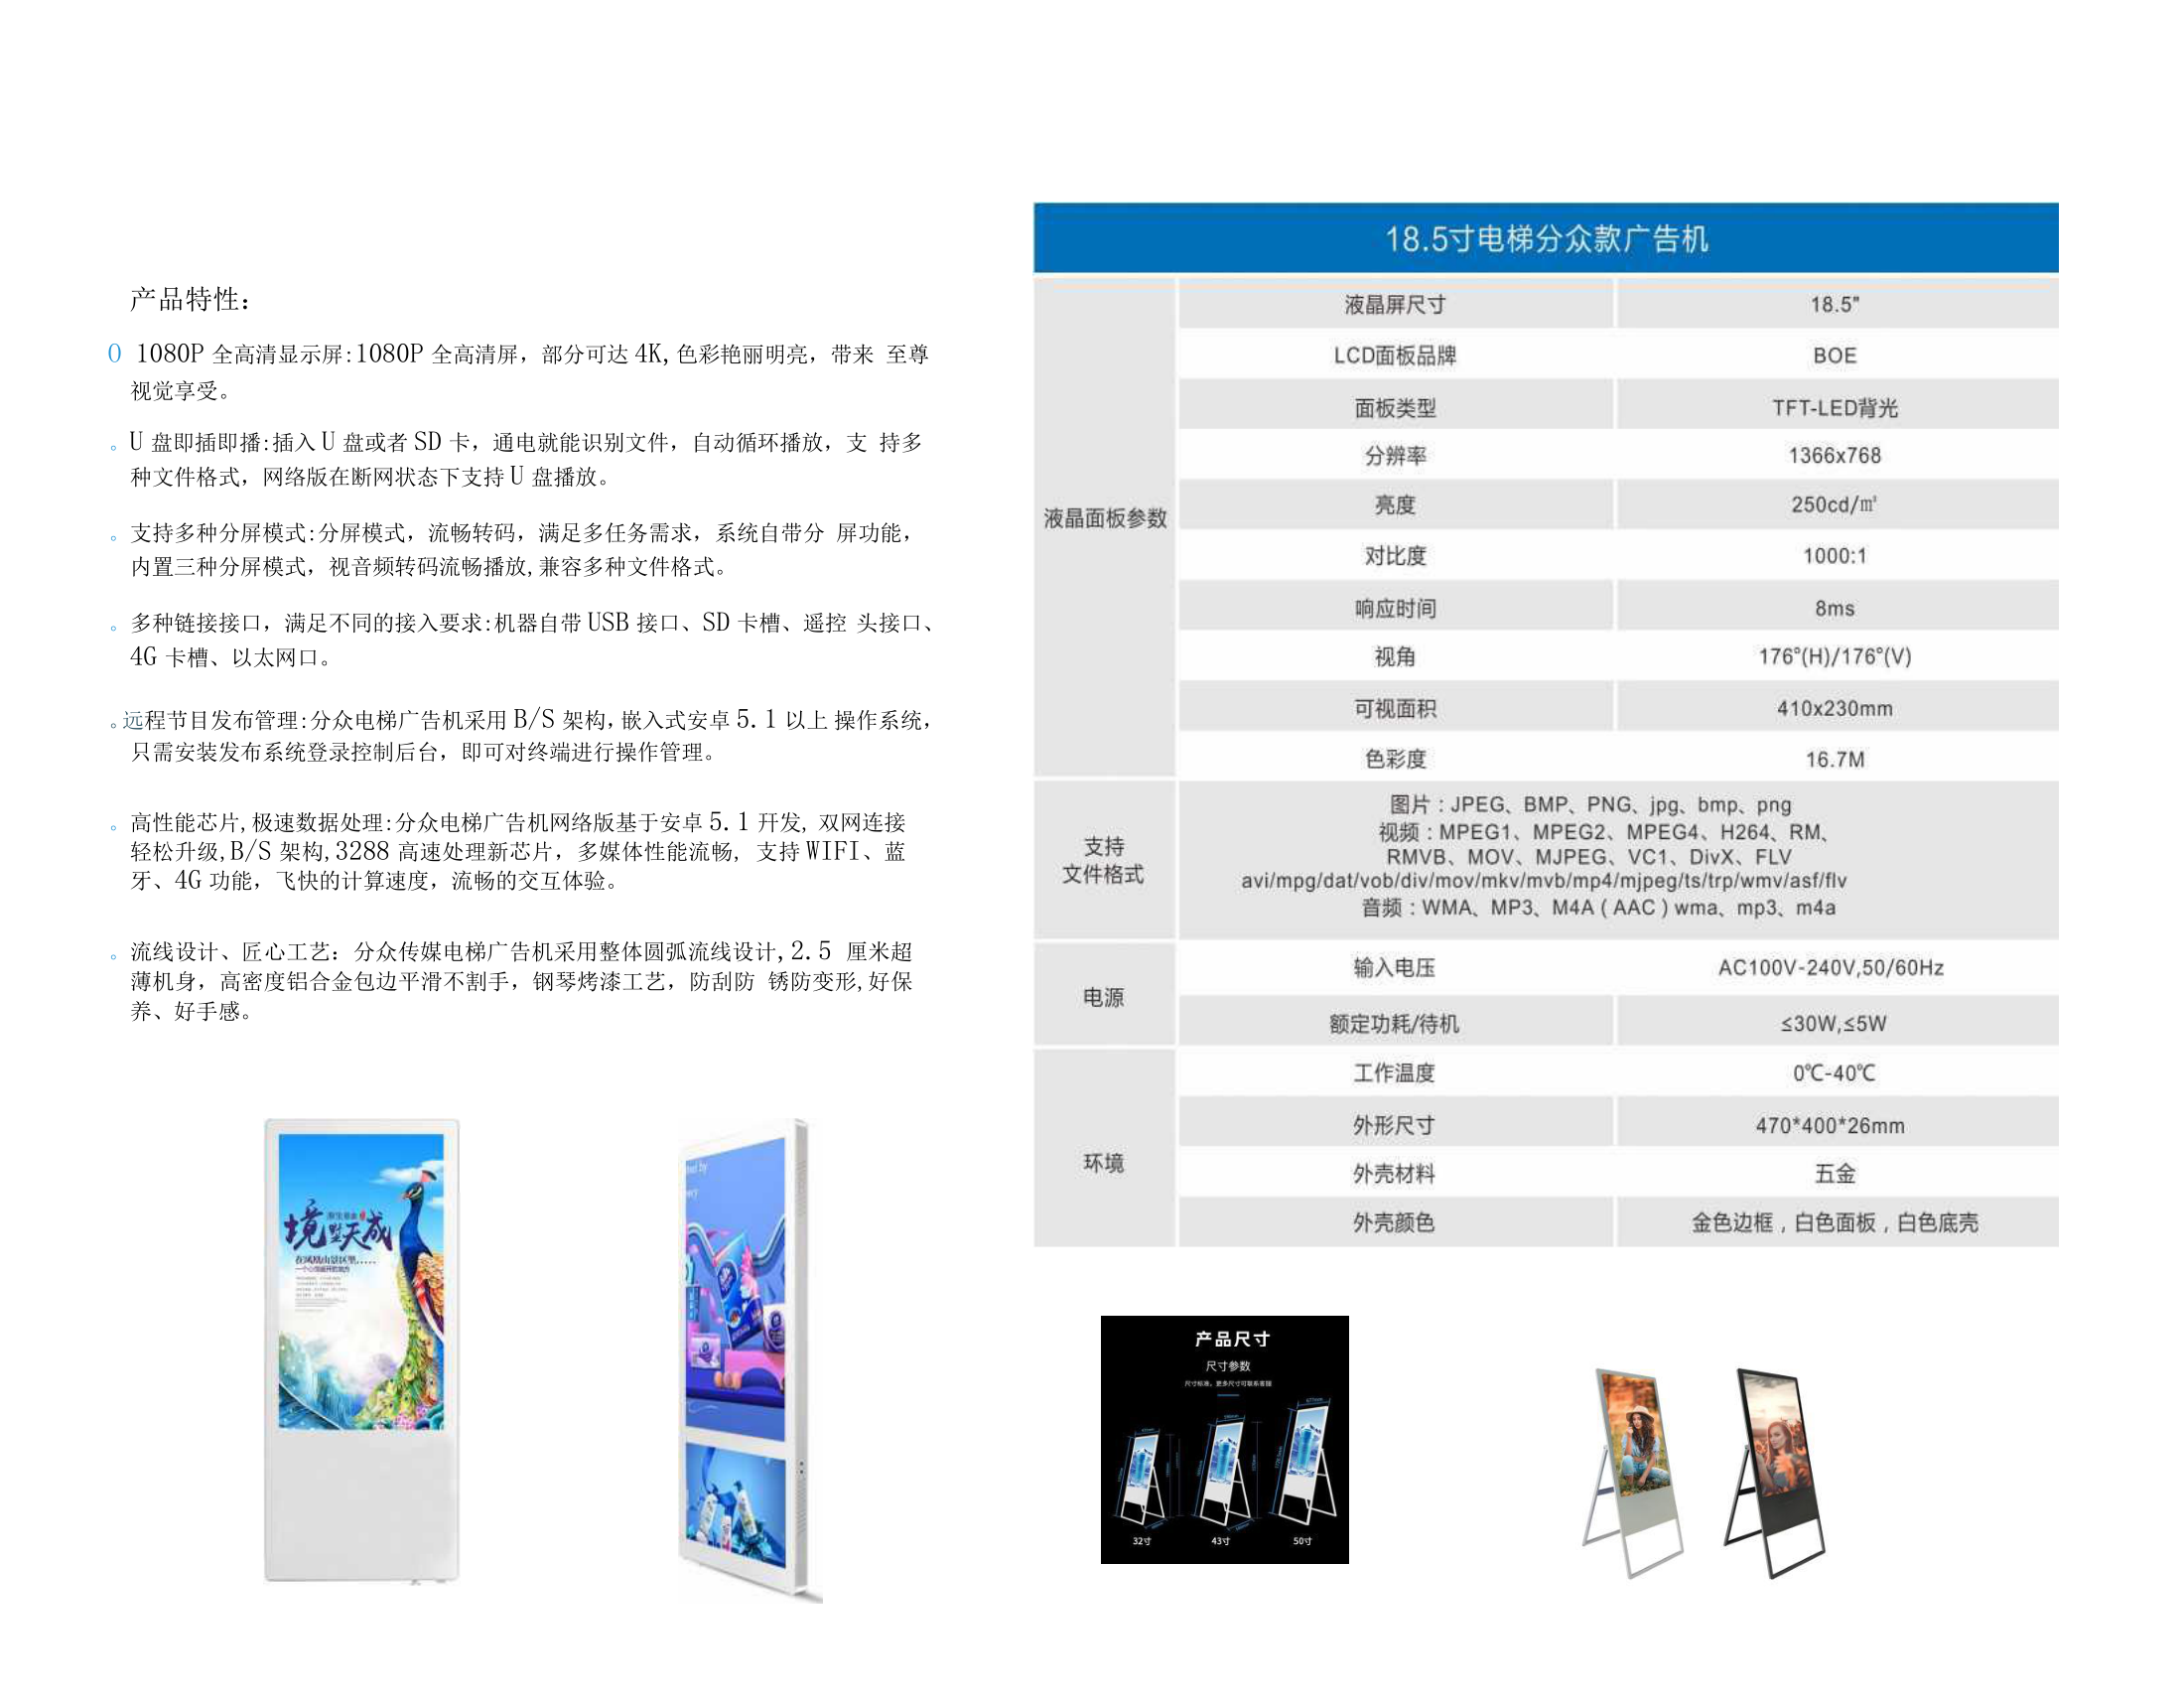 产品特性：
O 1080P 全高清显示屏:1080P 全高清屏，部分可达 4K,色彩艳丽明亮，带来 至尊
视觉享受。
。U 盘即插即播:插入 U 盘或者 SD 卡，通电就能识别文件，自动循环播放，支 持多
种文件格式，网络版在断网状态下支持 U 盘播放。
。支持多种分屏模式:分屏模式，流畅转码，满足多任务需求，系统自带分 屏功能，
内置三种分屏模式，视音频转码流畅播放,兼容多种文件格式。
。多种链接接口，满足不同的接入要求:机器自带 USB 接口、SD 卡槽、遥控 头接口、
4G 卡槽、以太网口。
。远程节目发布管理:分众电梯广告机采用 B/S 架构,嵌入式安卓 5.1 以上 操作系统，
只需安装发布系统登录控制后台，即可对终端进行操作管理。
。高性能芯片,极速数据处理:分众电梯广告机网络版基于安卓 5.1 开发, 双网连接
轻松升级,B/S 架构,3288 高速处理新芯片，多媒体性能流畅, 支持 WIFI、蓝
牙、4G 功能，飞快的计算速度，流畅的交互体验。
。流线设计、匠心工艺：分众传媒电梯广告机采用整体圆弧流线设计,2.5 厘米超
薄机身，高密度铝合金包边平滑不割手，钢琴烤漆工艺，防刮防 锈防变形,好保
养、好手感。
18.5寸电梯分众款广告机
液晶面板参数
液晶屏尺寸 18.5"
LCD面板品牌 BOE
面板类型 TFT-LED背光
分辨率 1366x768
亮度 250cd/㎡
对比度 1000:1
响应时间 8ms
视角 176°(H)/176°(V)
可视面积 410x230mm
色彩度 16.7M
支持
文件格式
图片：JPEG、BMP、PNG、jpg、bmp、png
视频：MPEG1、MPEG2、MPEG4、H264、RM、
RMVB、MOV、MJPEG、VC1、DivX、FLV
avi/mpg/dat/vob/div/mov/mkv/mvb/mp4/mjpeg/ts/trp/wmv/asf/flv
音频：WMA、MP3、M4A（AAC）wma、mp3、m4a
电源
输入电压 AC100V-240V,50/60Hz
额定功耗/待机 ≤30W,≤5W
环境
工作温度 0℃-40℃
外形尺寸 470*400*26mm
外壳材料 五金
外壳颜色 金色边框，白色面板，白色底壳
境墅天成
在凤凰山景区里.....
产品尺寸
尺寸参数
尺寸标准，更多尺寸可联系客服
32寸
43寸
50寸